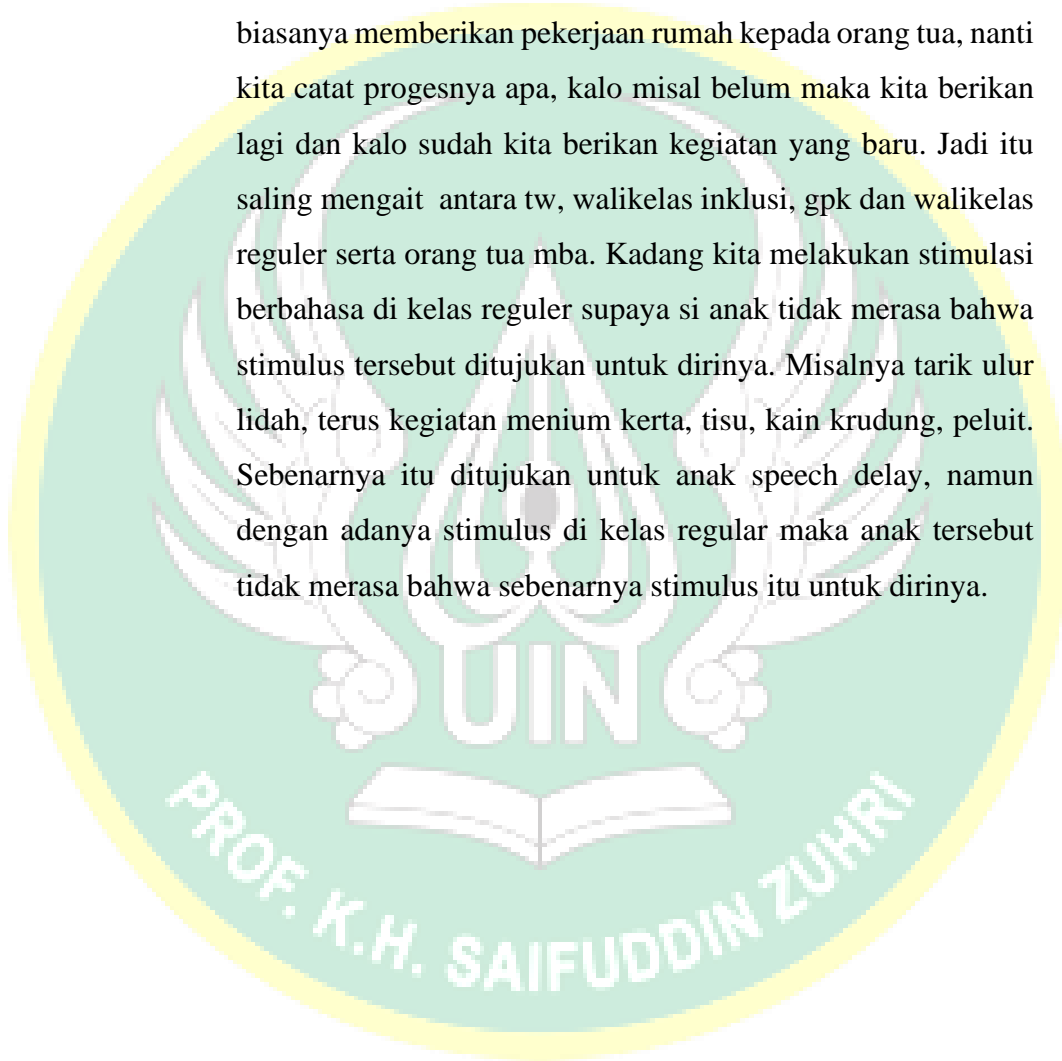 biasanya memberikan pekerjaan rumah kepada orang tua, nanti
kita catat progesnya apa, kalo misal belum maka kita berikan
lagi dan kalo sudah kita berikan kegiatan yang baru. Jadi itu
saling mengait antara tw, walikelas inklusi, gpk dan walikelas
reguler serta orang tua mba. Kadang kita melakukan stimulasi
berbahasa di kelas reguler supaya si anak tidak merasa bahwa
stimulus tersebut ditujukan untuk dirinya. Misalnya tarik ulur
lidah, terus kegiatan menium kerta, tisu, kain krudung, peluit.
Sebenarnya itu ditujukan untuk anak speech delay, namun
dengan adanya stimulus di kelas regular maka anak tersebut
tidak merasa bahwa sebenarnya stimulus itu untuk dirinya.
UIN
PROF. K.H. SAIFUDDIN ZUHRI